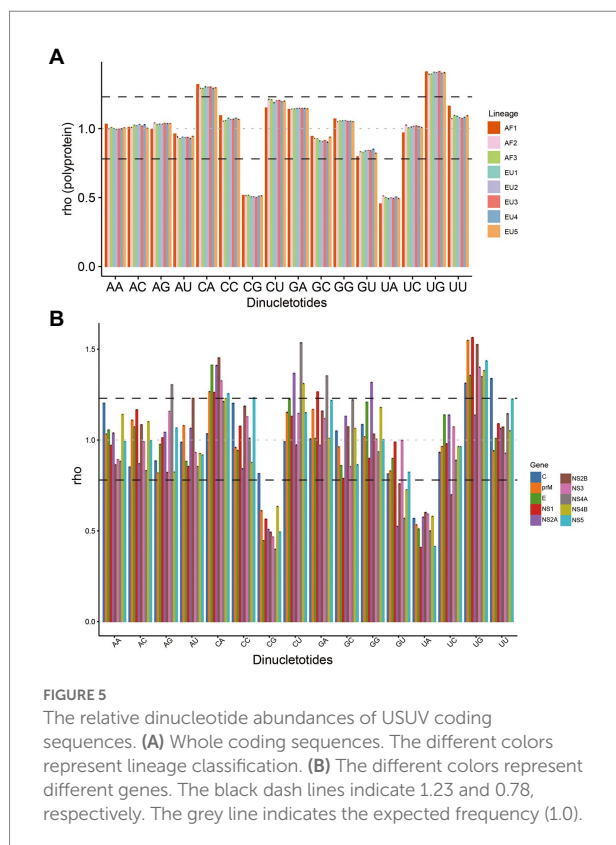 A
rho (polyprotein)
1.0
0.5
0.0
AA AC AG AU CA CC CG CU GA GC GG GU UA UC UG UU
Dinucletotides
Lineage
AF1
AF2
AF3
EU1
EU2
EU3
EU4
EU5
B
rho
1.5
1.0
0.5
0.0
AA AC AG AU CA CC CG CU GA GC GG GU UA UC UG UU
Dinucletotides
Gene
C NS2B
prM NS3
E NS4A
NS1 NS4B
NS2A NS5
FIGURE 5
The relative dinucleotide abundances of USUV coding
sequences. (A) Whole coding sequences. The different colors
represent lineage classification. (B) The different colors represent
different genes. The black dash lines indicate 1.23 and 0.78,
respectively. The grey line indicates the expected frequency (1.0).